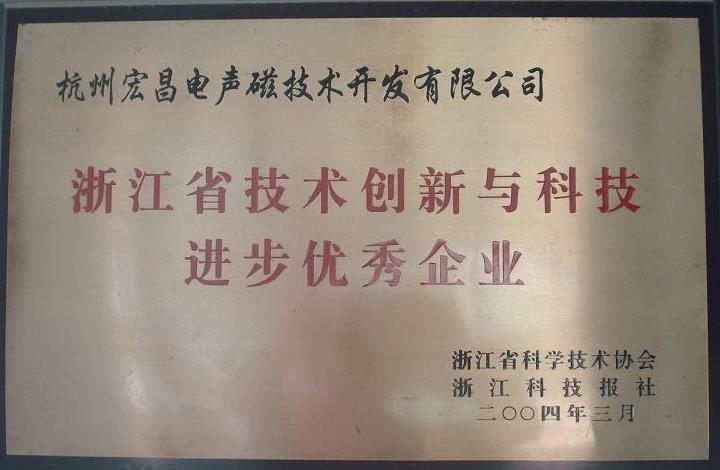 杭州宏昌电声磁技术开发有限公司
浙江省技术创新与科技
进步优秀企业
浙江省科学技术协会
浙江科技报社
二〇〇四年三月